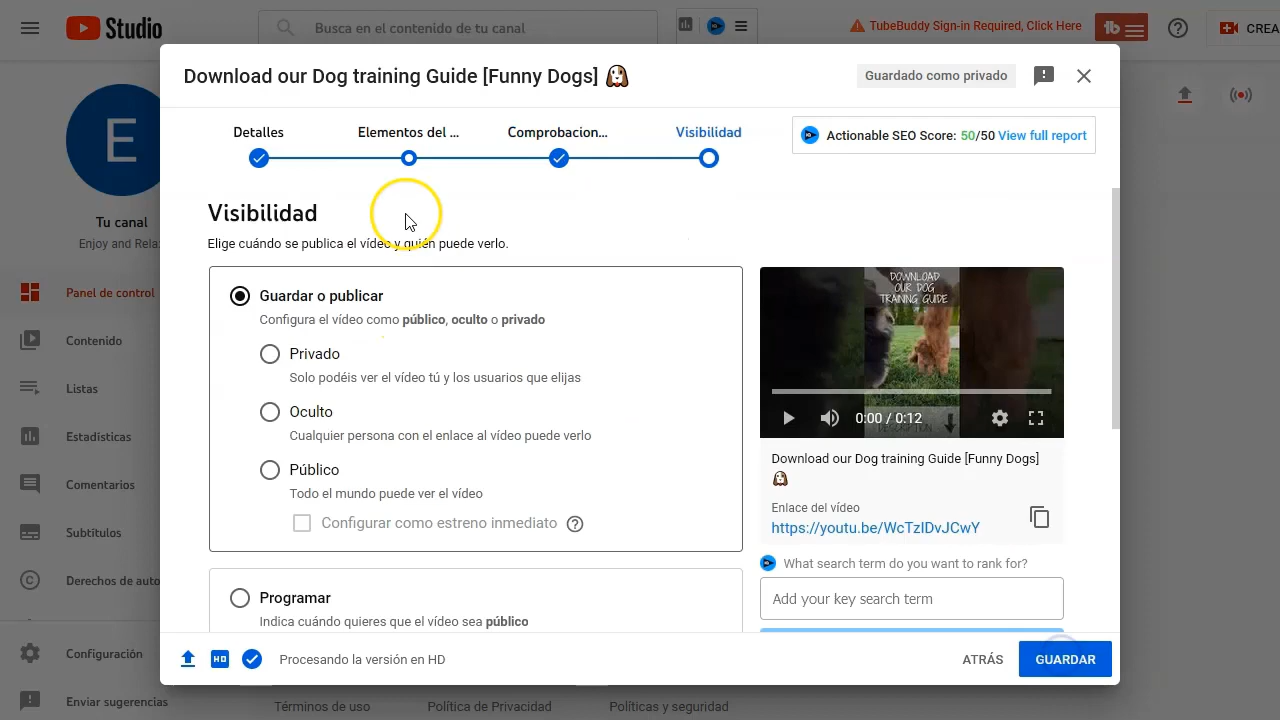 Studio
Busca en el contenido de tu canal
TubeBuddy Sign-in Required, Click Here
tb
CREA
Download our Dog training Guide [Funny Dogs]
Guardado como privado
E
Tu canal
Enjoy and Rela
Panel de control
Contenido
Listas
Estadísticas
Comentarios
Subtítulos
Derechos de auto
Configuración
Enviar sugerencias
Detalles
Elementos del ...
Comprobacion...
Visibilidad
Actionable SEO Score: 50/50 View full report
Visibilidad
Elige cuándo se publica el vídeo y quién puede verlo.
Guardar o publicar
Configura el vídeo como público, oculto o privado
Privado
Solo podéis ver el vídeo tú y los usuarios que elijas
Oculto
Cualquier persona con el enlace al vídeo puede verlo
Público
Todo el mundo puede ver el vídeo
Configurar como estreno inmediato
Programar
Indica cuándo quieres que el vídeo sea público
DOWNLOAD
OUR DOG
TRAINING GUIDE
0:00 / 0:12
Download our Dog training Guide [Funny Dogs]
Enlace del vídeo
https://youtu.be/WcTzIDvJCwY
What search term do you want to rank for?
Add your key search term
HD
Procesando la versión en HD
ATRÁS
GUARDAR
Términos de uso
Política de Privacidad
Políticas y seguridad